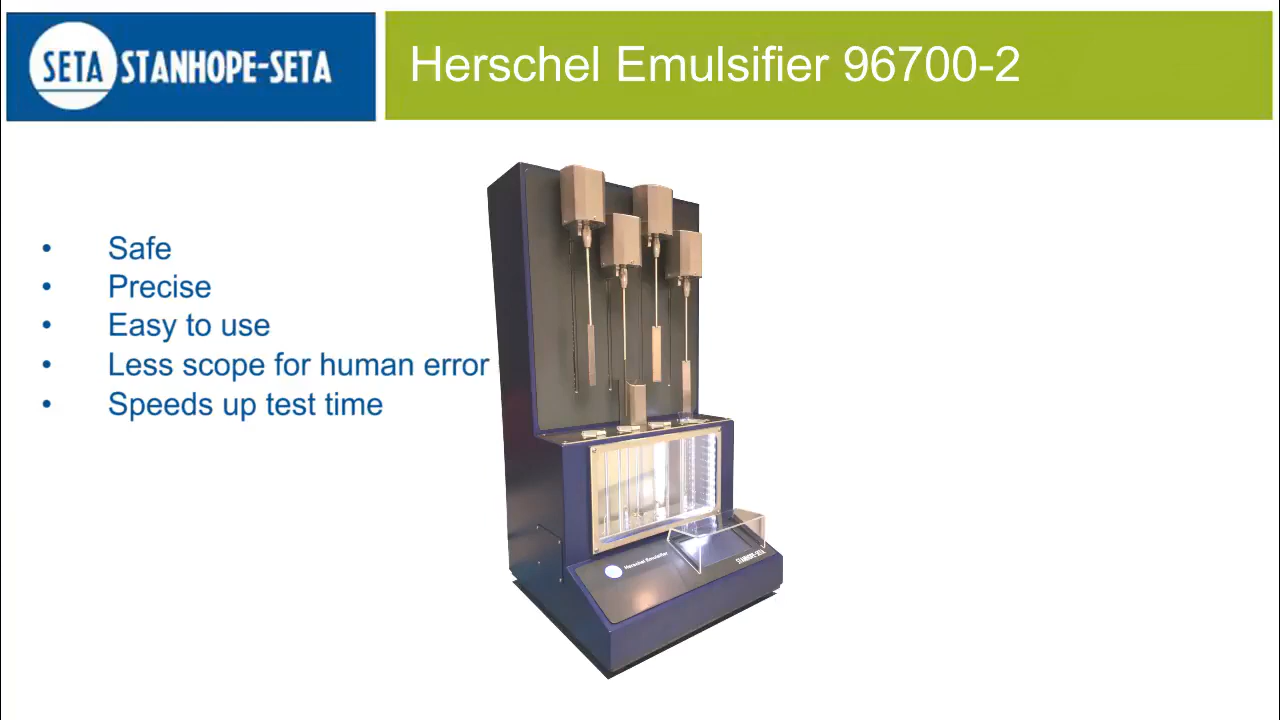 SETA STANHOPE-SETA
Herschel Emulsifier 96700-2
• Safe
• Precise
• Easy to use
• Less scope for human error
• Speeds up test time
Herschel Emulsifier
STANHOPE-SETA